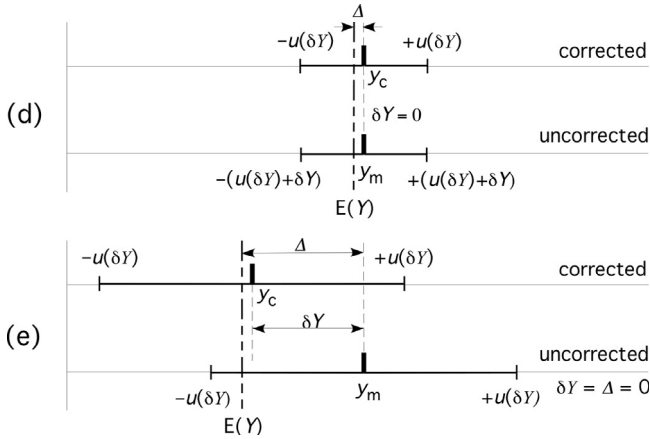 Δ
-u(δY) +u(δY)
corrected
y_c
(d)
δY = 0
uncorrected
-(u(δY)+δY) y_m +(u(δY)+δY)
E(Y)
-u(δY) Δ +u(δY)
corrected
y_c
δY
(e)
uncorrected
-u(δY) y_m +u(δY) δY = Δ = 0
E(Y)